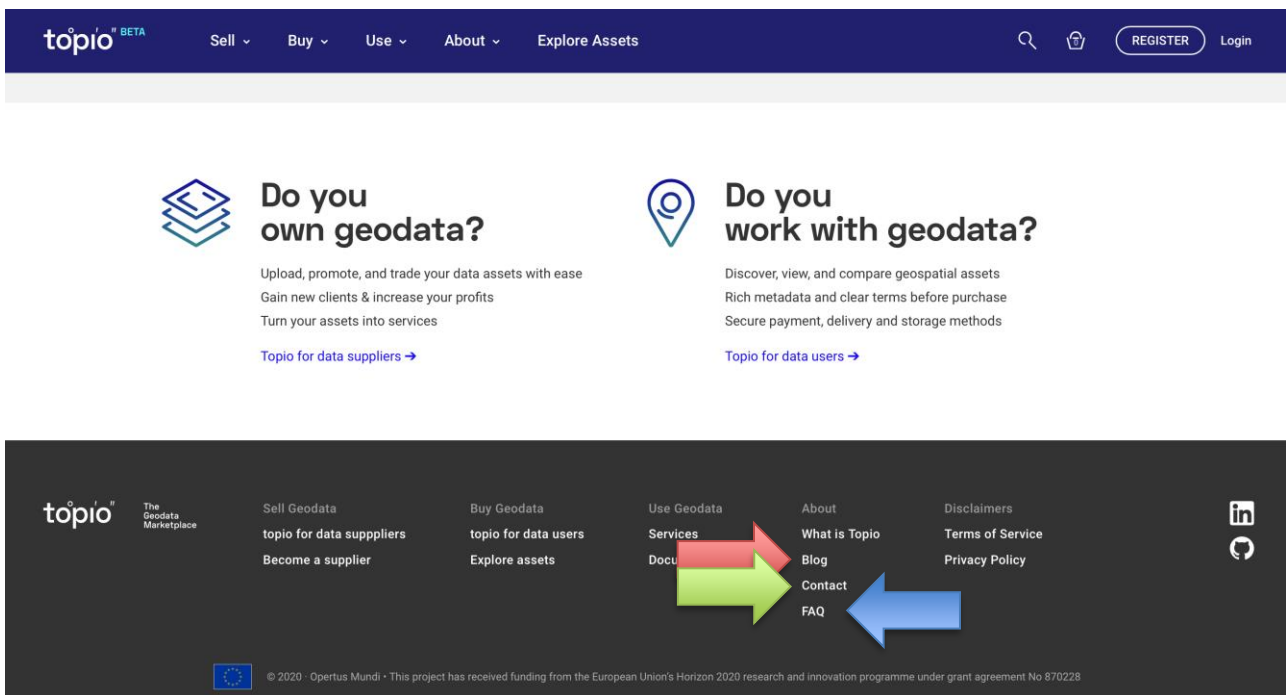 topio" BETA
Sell Buy Use About Explore Assets REGISTER Login
Do you
own geodata?
Upload, promote, and trade your data assets with ease
Gain new clients & increase your profits
Turn your assets into services
Topio for data suppliers →
Do you
work with geodata?
Discover, view, and compare geospatial assets
Rich metadata and clear terms before purchase
Secure payment, delivery and storage methods
Topio for data users →
topio"
The
Geodata
Marketplace
Sell Geodata
topio for data supppliers
Become a supplier
Buy Geodata
topio for data users
Explore assets
Use Geodata
Services
Docu
About
What is Topio
Blog
Contact
FAQ
Disclaimers
Terms of Service
Privacy Policy
in
© 2020 · Opertus Mundi • This project has received funding from the European Union's Horizon 2020 research and innovation programme under grant agreement No 870228